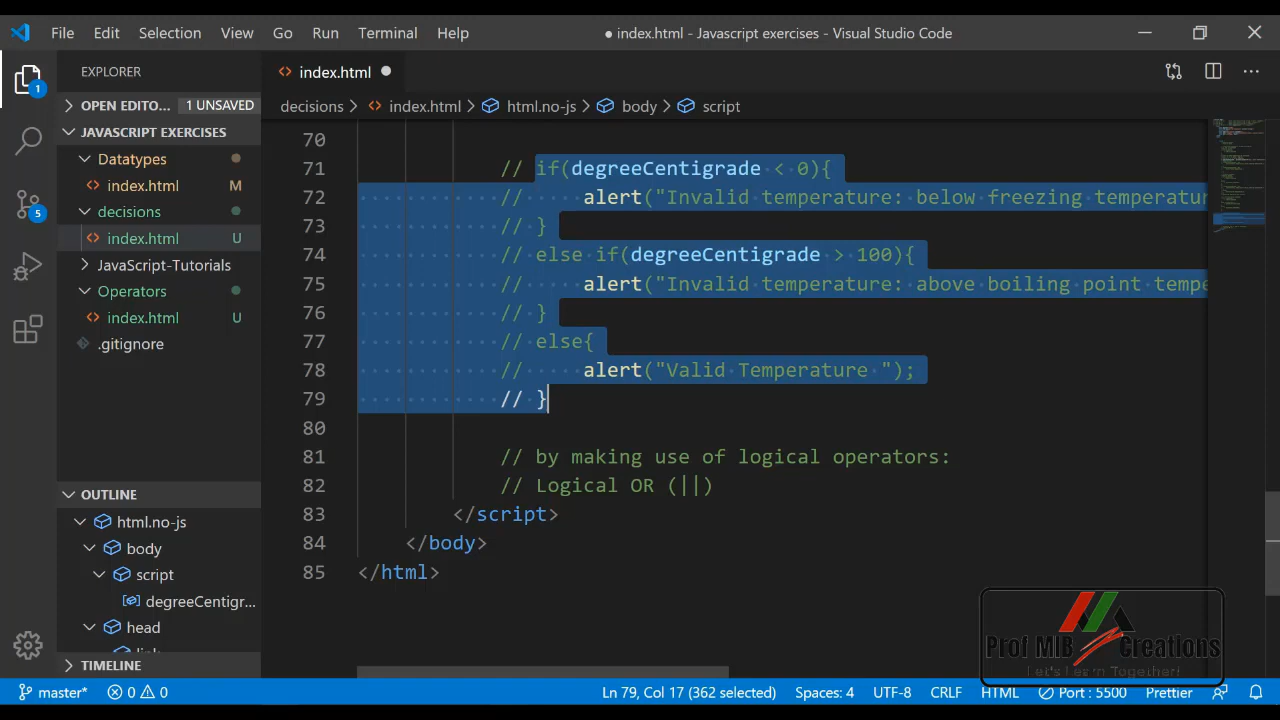 File Edit Selection View Go Run Terminal Help
● index.html - Javascript exercises - Visual Studio Code
EXPLORER
index.html
OPEN EDITO... 1 UNSAVED
decisions > index.html > html.no-js > body > script
JAVASCRIPT EXERCISES
Datatypes
index.html M
decisions
index.html U
JavaScript-Tutorials
Operators
index.html U
.gitignore
1
5
OUTLINE
html.no-js
body
script
degreeCentigr...
head
link
TIMELINE
70
71 // if(degreeCentigrade < 0){
72 // alert("Invalid temperature: below freezing temperatur
73 // }
74 // else if(degreeCentigrade > 100){
75 // alert("Invalid temperature: above boiling point tempe
76 // }
77 // else{
78 // alert("Valid Temperature ");
79 // }
80
81 // by making use of logical operators:
82 // Logical OR (||)
83 </script>
84 </body>
85 </html>
Prof MIB Creations
Let's Learn Together!
master* 0 0 Ln 79, Col 17 (362 selected) Spaces: 4 UTF-8 CRLF HTML Port : 5500 Prettier